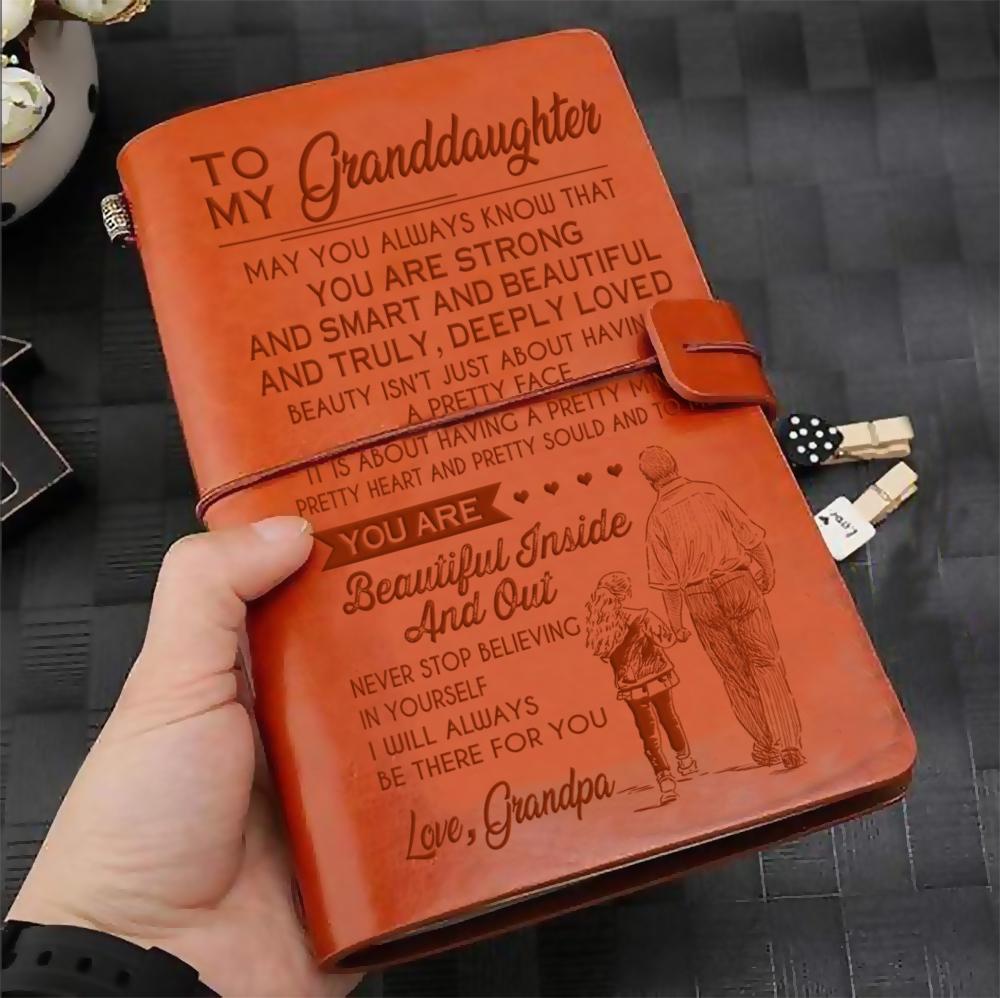 TO MY Granddaughter
MAY YOU ALWAYS KNOW THAT
YOU ARE STRONG
AND SMART AND BEAUTIFUL
AND TRULY, DEEPLY LOVED
BEAUTY ISN'T JUST ABOUT HAVIN
A PRETTY FACE
IT IS ABOUT HAVING A PRETTY
PRETTY HEART AND PRETTY SOULD AND
YOU ARE
Beautiful Inside
And Out
NEVER STOP BELIEVING
IN YOURSELF
I WILL ALWAYS
BE THERE FOR YOU
Love, Grandpa